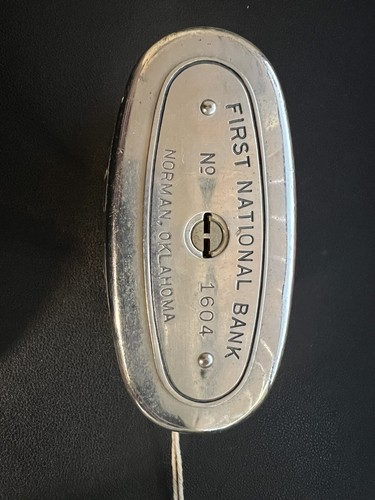 FIRST NATIONAL BANK
Nº 1604
NORMAN, OKLAHOMA.